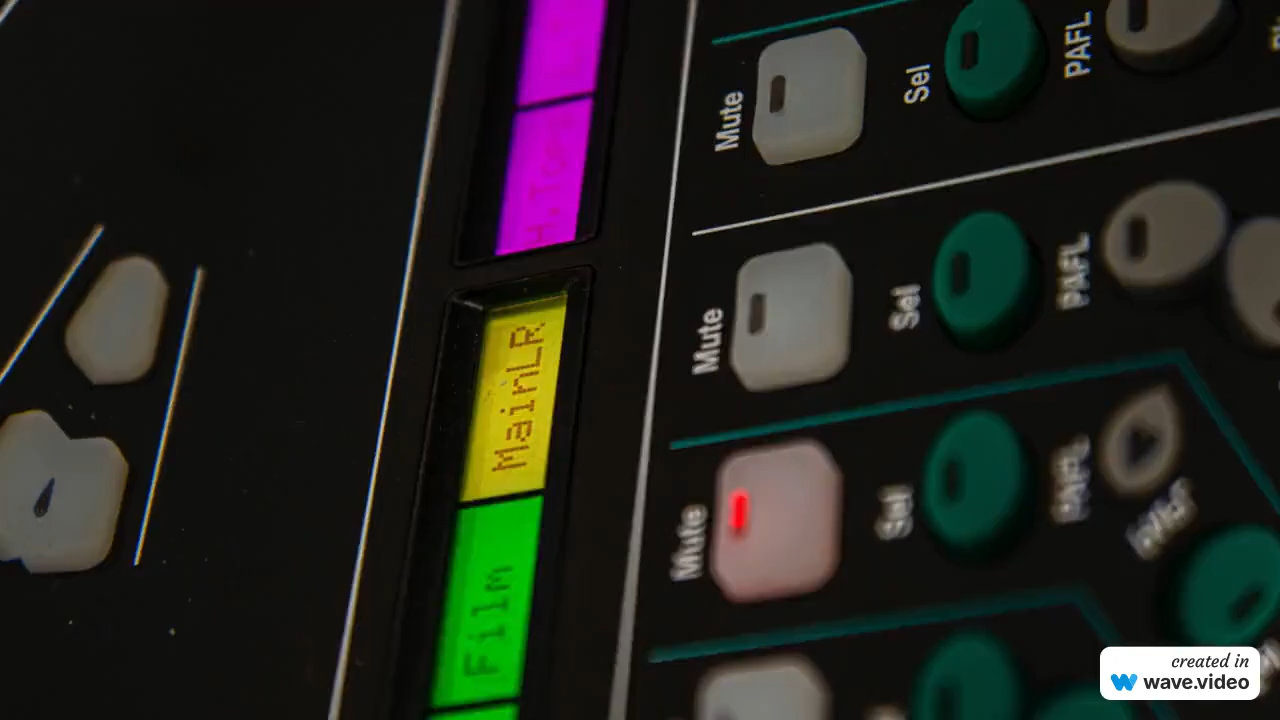 Mute
Sel
PAFL
Mute
Sel
PAFL
MainLR
Mute
Sel
PAFL
Film
created in
wave.video